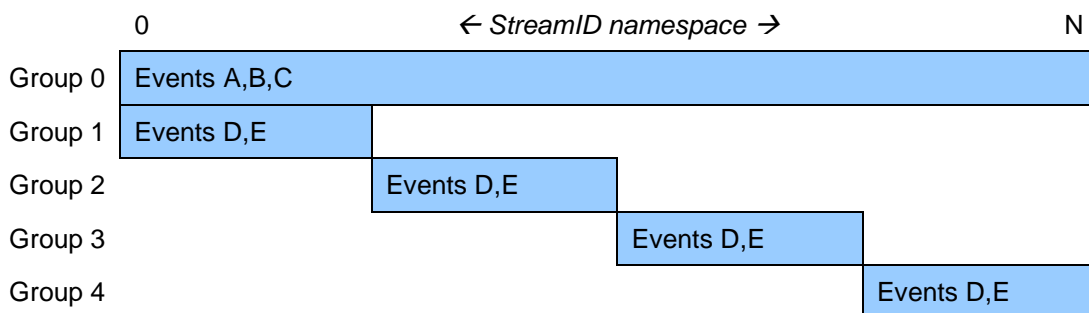 0 ← StreamID namespace → N
Group 0 Events A,B,C
Group 1 Events D,E
Group 2 Events D,E
Group 3 Events D,E
Group 4 Events D,E